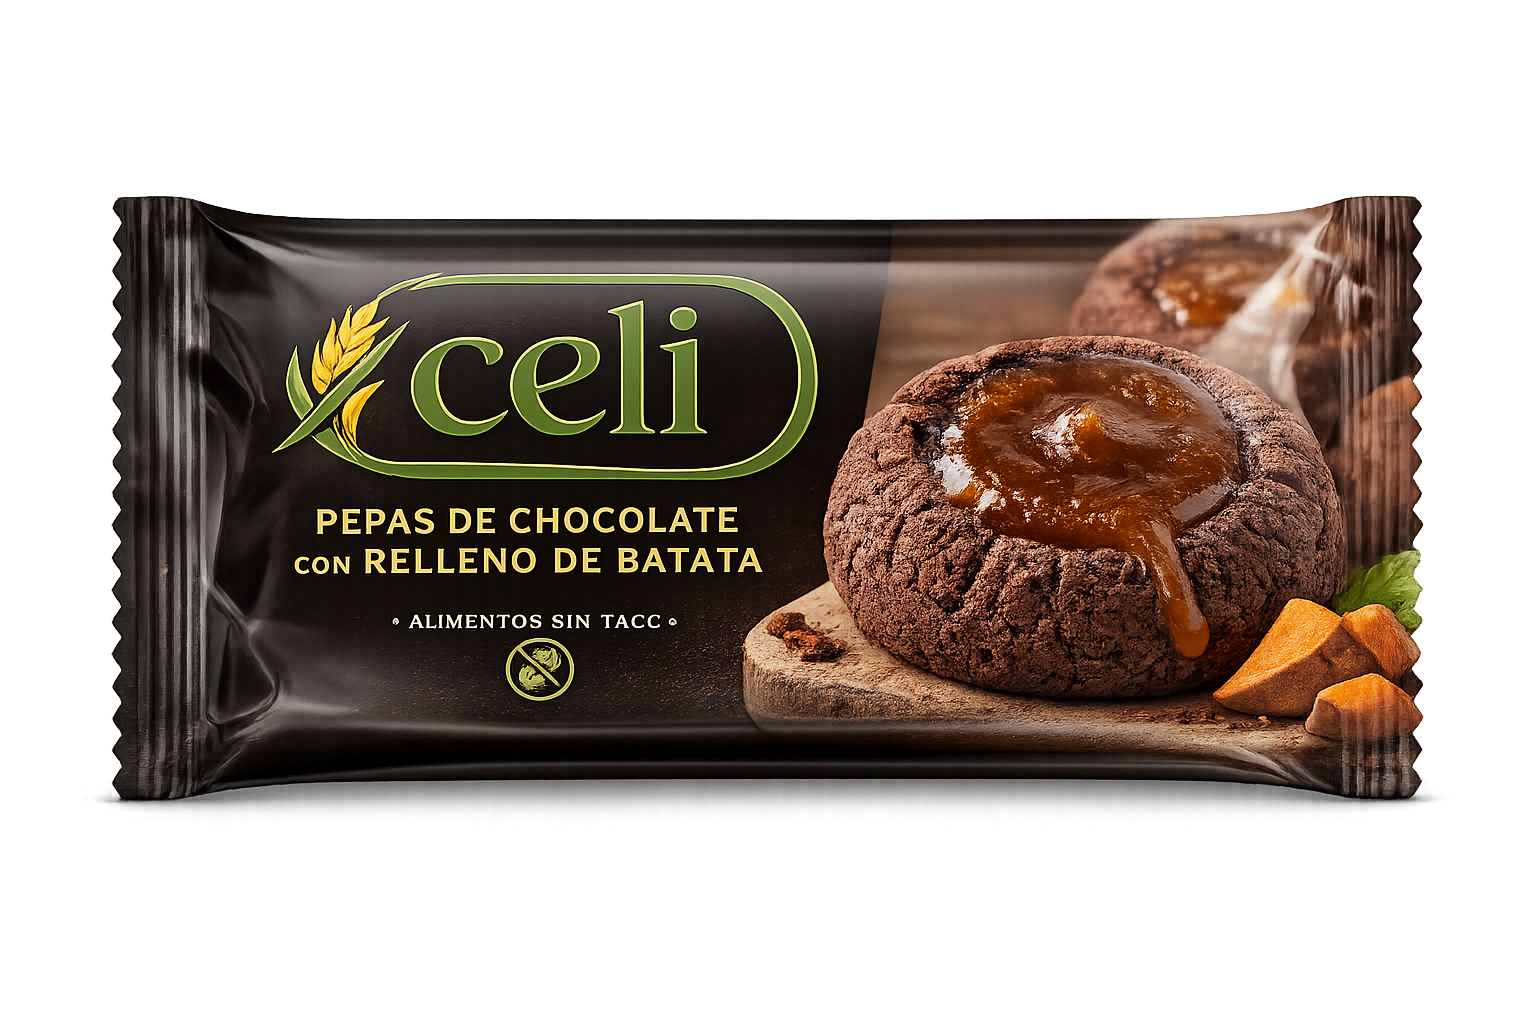 celi
PEPAS DE CHOCOLATE
CON RELLENO DE BATATA
• ALIMENTOS SIN TACC •